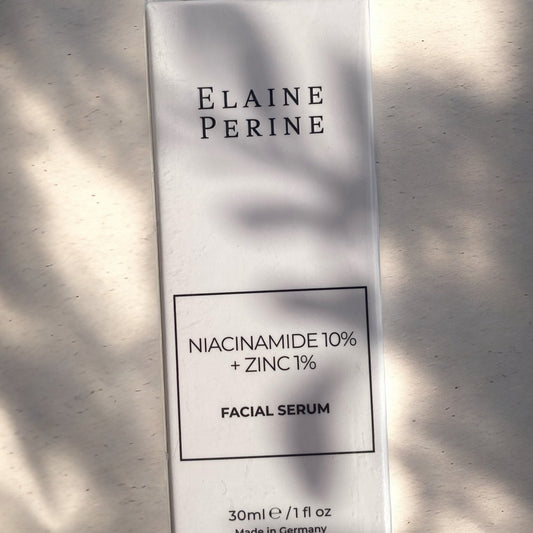 ELAINE
PERINE
NIACINAMIDE 10%
+ ZINC 1%
FACIAL SERUM
30ml ℮ / 1 fl oz
Made in Germany